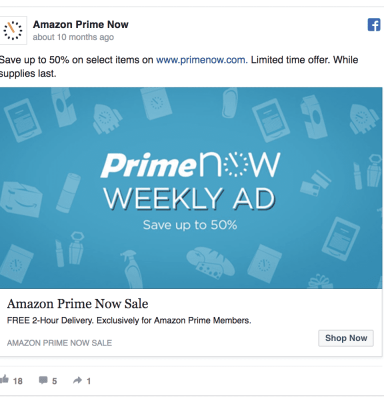 Amazon Prime Now
about 10 months ago
Save up to 50% on select items on www.primenow.com. Limited time offer. While
supplies last.
Prime now
WEEKLY AD
Save up to 50%
Amazon Prime Now Sale
FREE 2-Hour Delivery. Exclusively for Amazon Prime Members.
AMAZON PRIME NOW SALE
Shop Now
18 5 1